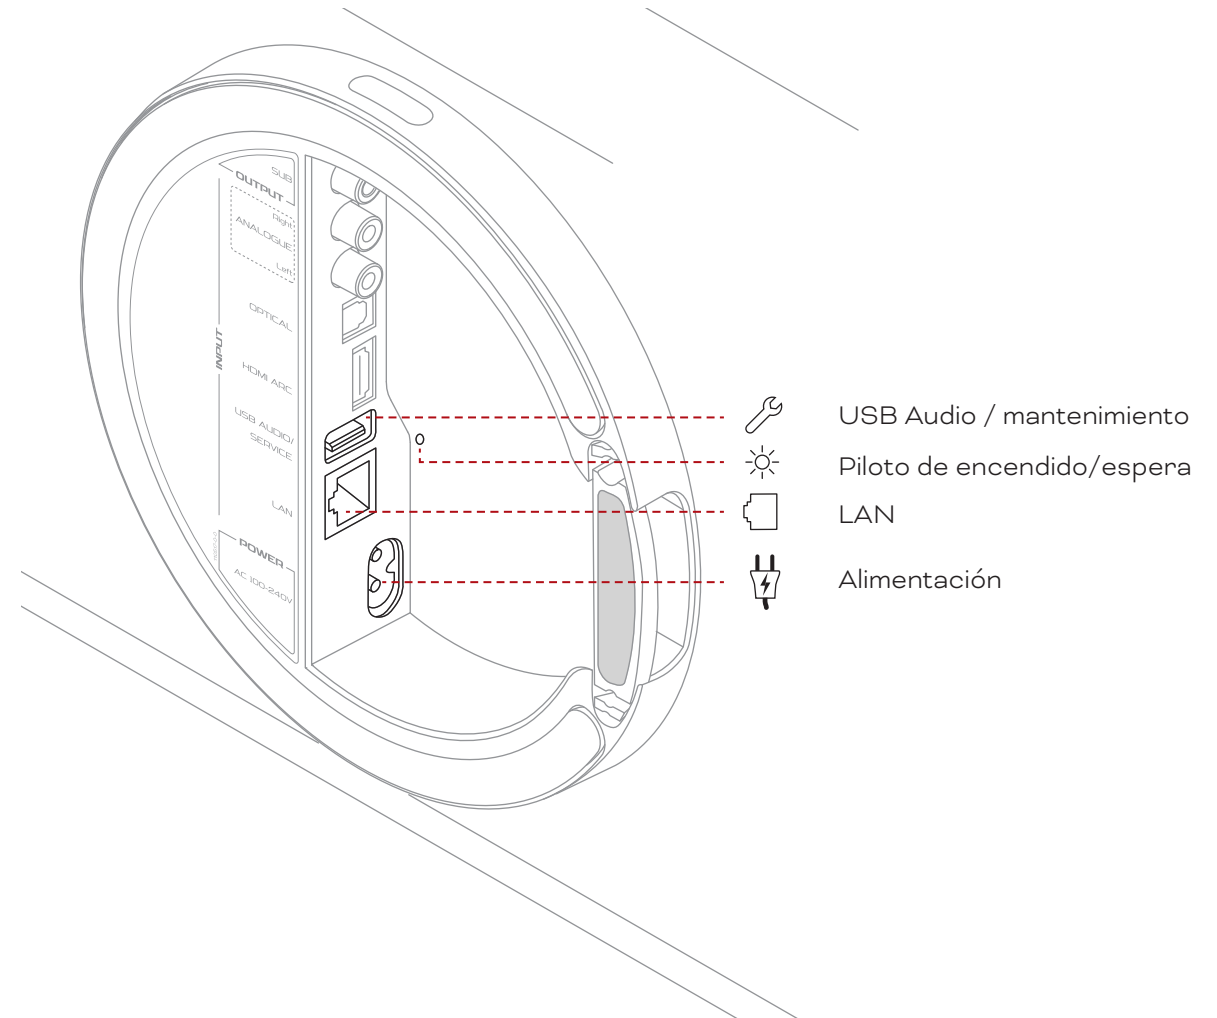 SUB
OUTPUT
Right
ANALOGUE
Left
OPTICAL
INPUT
HDMI ARC
USB AUDIO/
SERVICE
LAN
POWER
AC 100-240V
USB Audio / mantenimiento
Piloto de encendido/espera
LAN
Alimentación